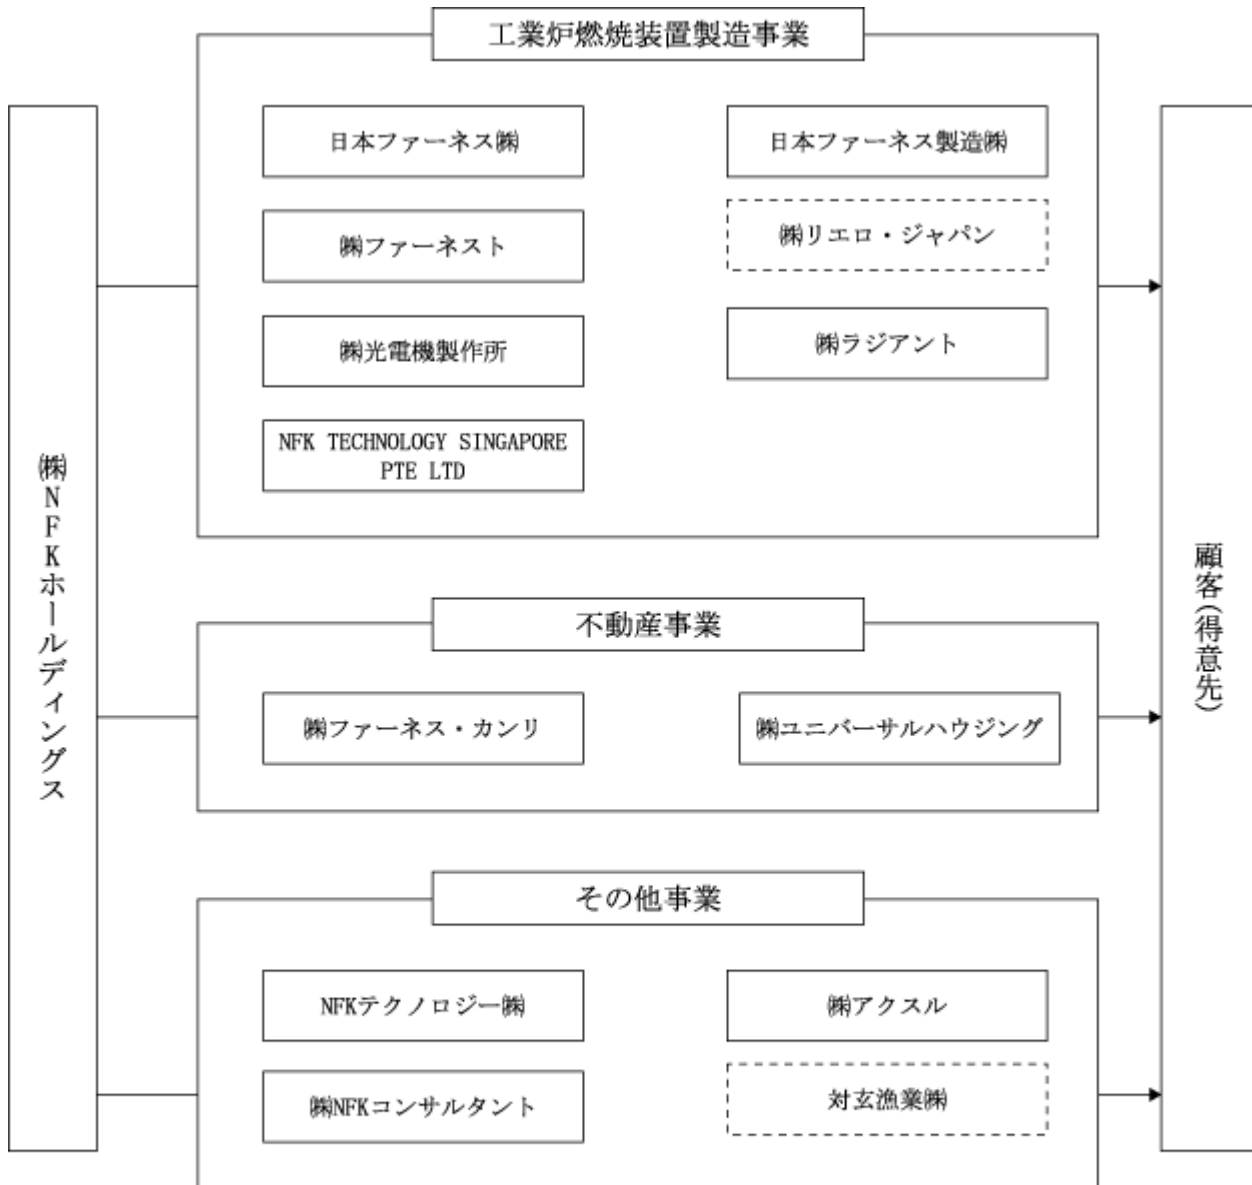 工業炉燃焼装置製造事業
日本ファーネス㈱
日本ファーネス製造㈱
㈱ファーネスト
㈱リエロ・ジャパン
㈱光電機製作所
㈱ラジアント
NFK TECHNOLOGY SINGAPORE
PTE LTD
㈱NFKホールディングス
顧客(得意先)
不動産事業
㈱ファーネス・カンリ
㈱ユニバーサルハウジング
その他事業
NFKテクノロジー㈱
㈱アクスル
㈱NFKコンサルタント
対玄漁業㈱